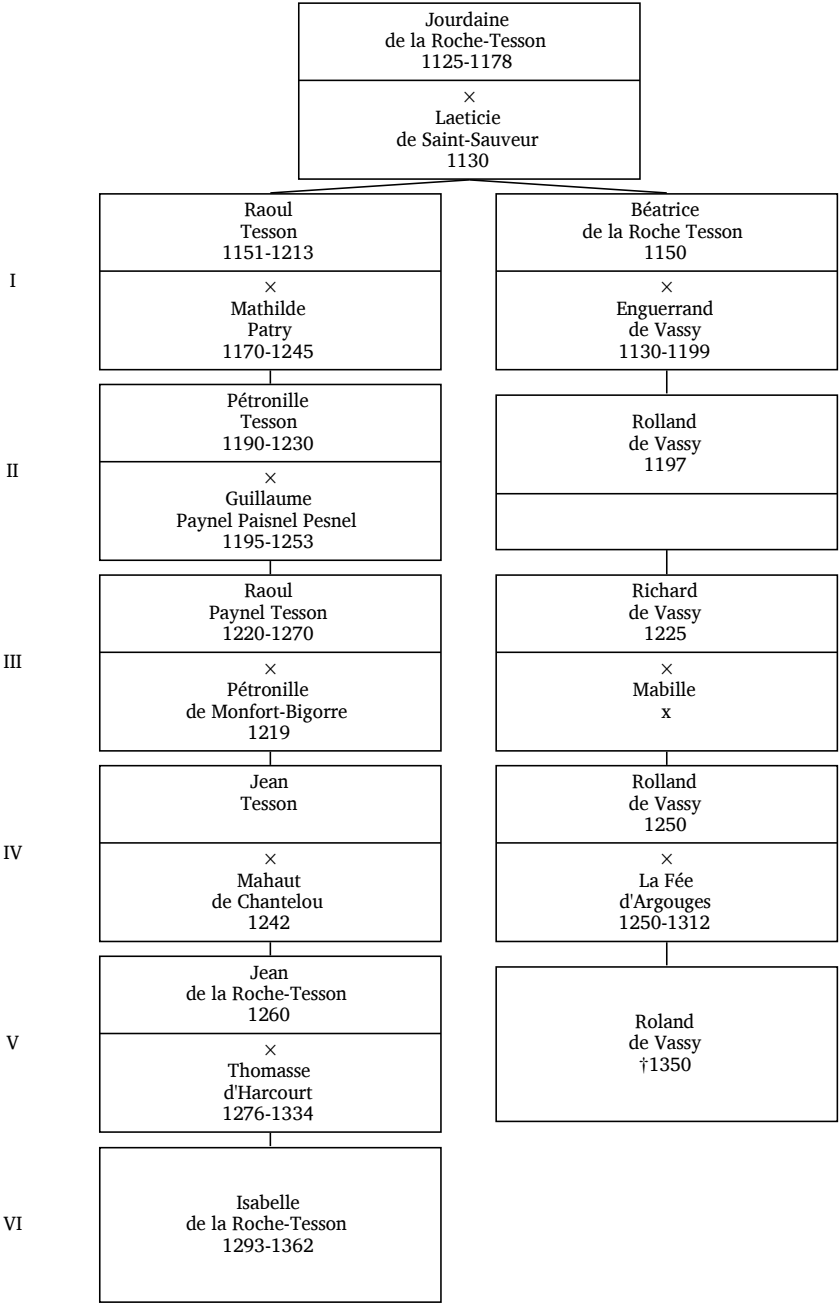 Jourdaine
de la Roche-Tesson
1125-1178
×
Laeticie
de Saint-Sauveur
1130
I
Raoul
Tesson
1151-1213
×
Mathilde
Patry
1170-1245
Béatrice
de la Roche Tesson
1150
×
Enguerrand
de Vassy
1130-1199
II
Pétronille
Tesson
1190-1230
×
Guillaume
Paynel Paisnel Pesnel
1195-1253
Rolland
de Vassy
1197
III
Raoul
Paynel Tesson
1220-1270
×
Pétronille
de Monfort-Bigorre
1219
Richard
de Vassy
1225
×
Mabille
x
IV
Jean
Tesson
×
Mahaut
de Chantelou
1242
Rolland
de Vassy
1250
×
La Fée
d'Argouges
1250-1312
V
Jean
de la Roche-Tesson
1260
×
Thomasse
d'Harcourt
1276-1334
Roland
de Vassy
†1350
VI
Isabelle
de la Roche-Tesson
1293-1362